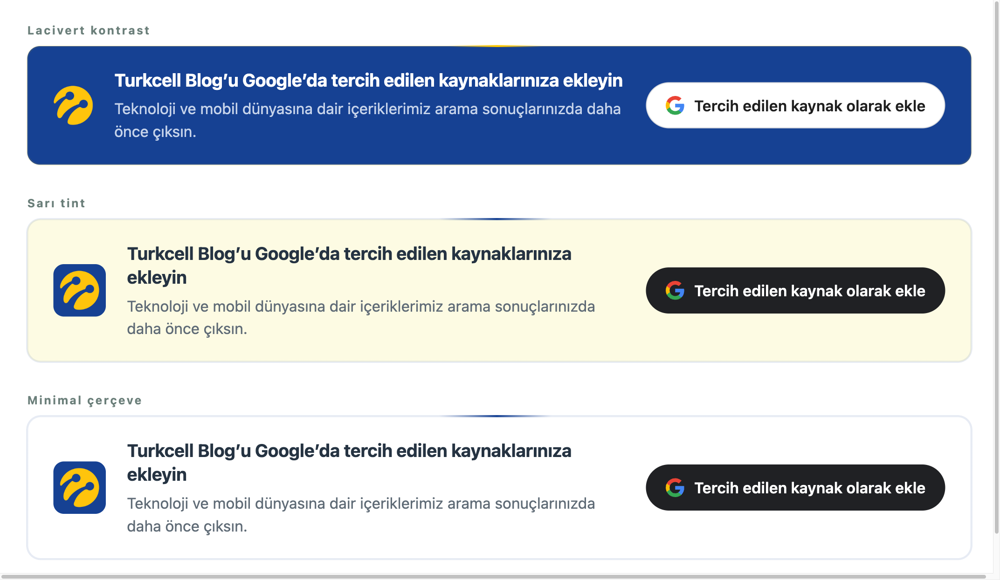 Lacivert kontrast
Turkcell Blog’u Google’da tercih edilen kaynaklarınıza ekleyin
Teknoloji ve mobil dünyasına dair içeriklerimiz arama sonuçlarınızda daha
önce çıksın.
Tercih edilen kaynak olarak ekle
Sarı tint
Turkcell Blog’u Google’da tercih edilen kaynaklarınıza
ekleyin
Teknoloji ve mobil dünyasına dair içeriklerimiz arama sonuçlarınızda
daha önce çıksın.
Tercih edilen kaynak olarak ekle
Minimal çerçeve
Turkcell Blog’u Google’da tercih edilen kaynaklarınıza
ekleyin
Teknoloji ve mobil dünyasına dair içeriklerimiz arama sonuçlarınızda
daha önce çıksın.
Tercih edilen kaynak olarak ekle